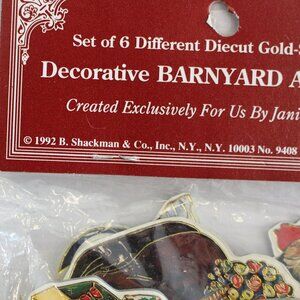 Set of 6 Different Diecut Gold-
Decorative BARNYARD A
Created Exclusively For Us By Jani
© 1992 B. Shackman & Co., Inc., N.Y., N.Y. 10003 No. 9408